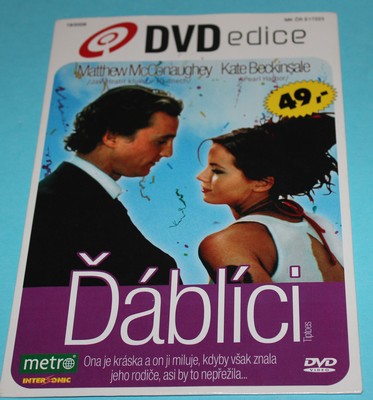 DVD edice
Matthew McConaughey Kate Beckinsale
49,-
Ďáblíci
Tiptoes
metro
INTERSONIC
Ona je kráska a on ji miluje, kdyby však znala
jeho rodiče, asi by to nepřežila...
DVD
VIDEO